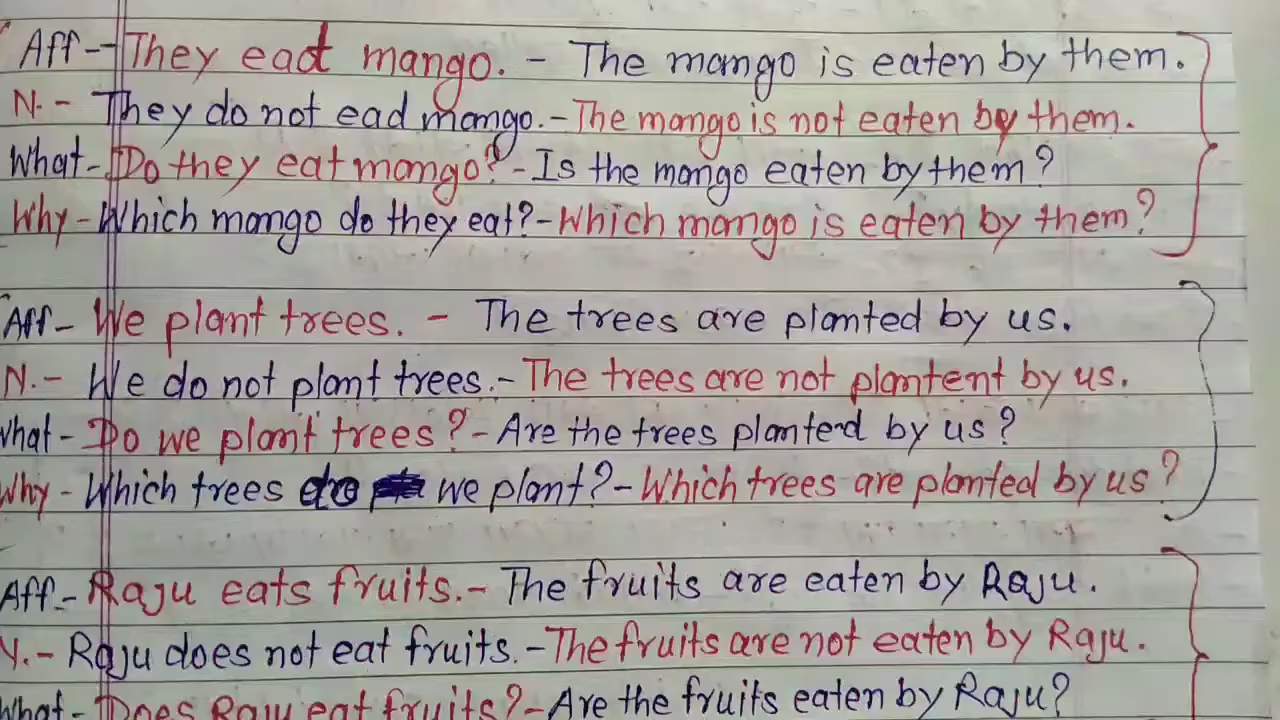 Aff- They eat mango. - The mango is eaten by them.
N. - They do not ead mango. - The mango is not eaten by them.
What - Do they eat mango? - Is the mango eaten by them?
Why - Which mango do they eat? - Which mango is eaten by them?
Aff - We plant trees. - The trees are planted by us.
N. - We do not plant trees. - The trees are not plantent by us.
What - Do we plant trees? - Are the trees planted by us?
Why - Which trees do we plant? - Which trees are planted by us?
Aff. - Raju eats fruits. - The fruits are eaten by Raju.
N. - Raju does not eat fruits. - The fruits are not eaten by Raju.
What - Does Raju eat fruits? - Are the fruits eaten by Raju?